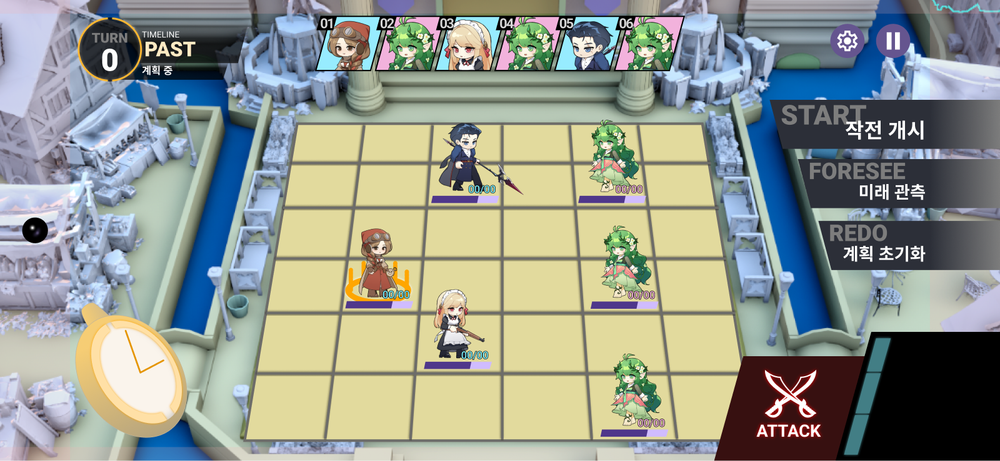 TURN
0
TIMELINE
PAST
계획 중
01
02
03
04
05
06
START
작전 개시
FORESEE
미래 관측
REDO
계획 초기화
00/00
00/00
00/00
00/00
00/00
00/00
ATTACK